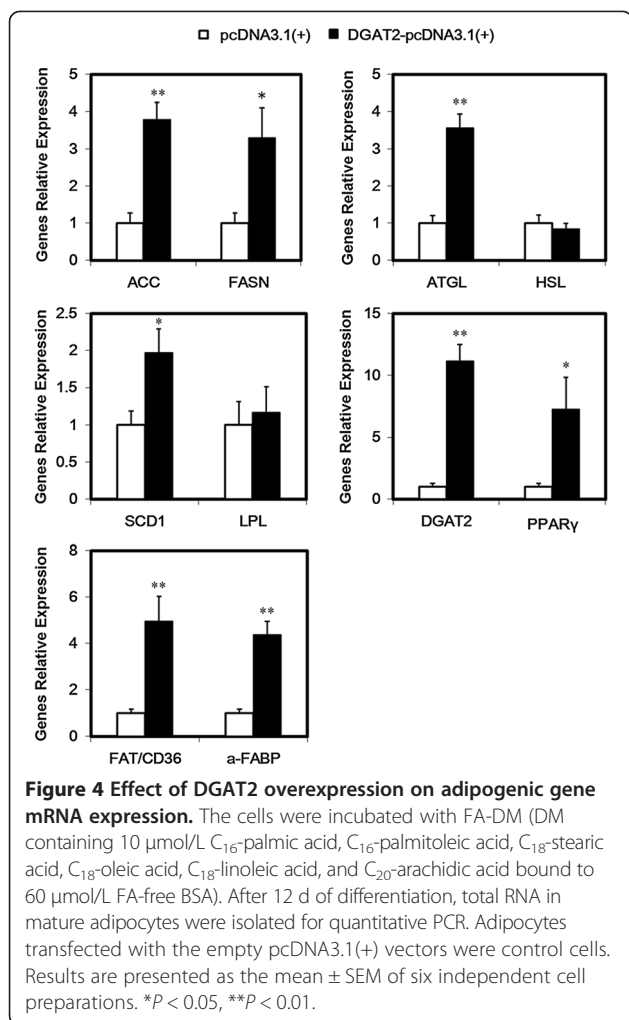 □ pcDNA3.1(+) ■ DGAT2-pcDNA3.1(+)
Genes Relative Expression
5
4
3
2
1
0
** *
ACC FASN
Genes Relative Expression
5
4
3
2
1
0
**
ATGL HSL
Genes Relative Expression
2.5
2
1.5
1
0.5
0
*
SCD1 LPL
Genes Relative Expression
15
10
5
0
** *
DGAT2 PPARγ
Genes Relative Expression
8
6
4
2
0
** **
FAT/CD36 a-FABP
Figure 4 Effect of DGAT2 overexpression on adipogenic gene
mRNA expression. The cells were incubated with FA-DM (DM
containing 10 μmol/L C₁₆-palmic acid, C₁₆-palmitoleic acid, C₁₈-stearic
acid, C₁₈-oleic acid, C₁₈-linoleic acid, and C₂₀-arachidic acid bound to
60 μmol/L FA-free BSA). After 12 d of differentiation, total RNA in
mature adipocytes were isolated for quantitative PCR. Adipocytes
transfected with the empty pcDNA3.1(+) vectors were control cells.
Results are presented as the mean ± SEM of six independent cell
preparations. *P < 0.05, **P < 0.01.